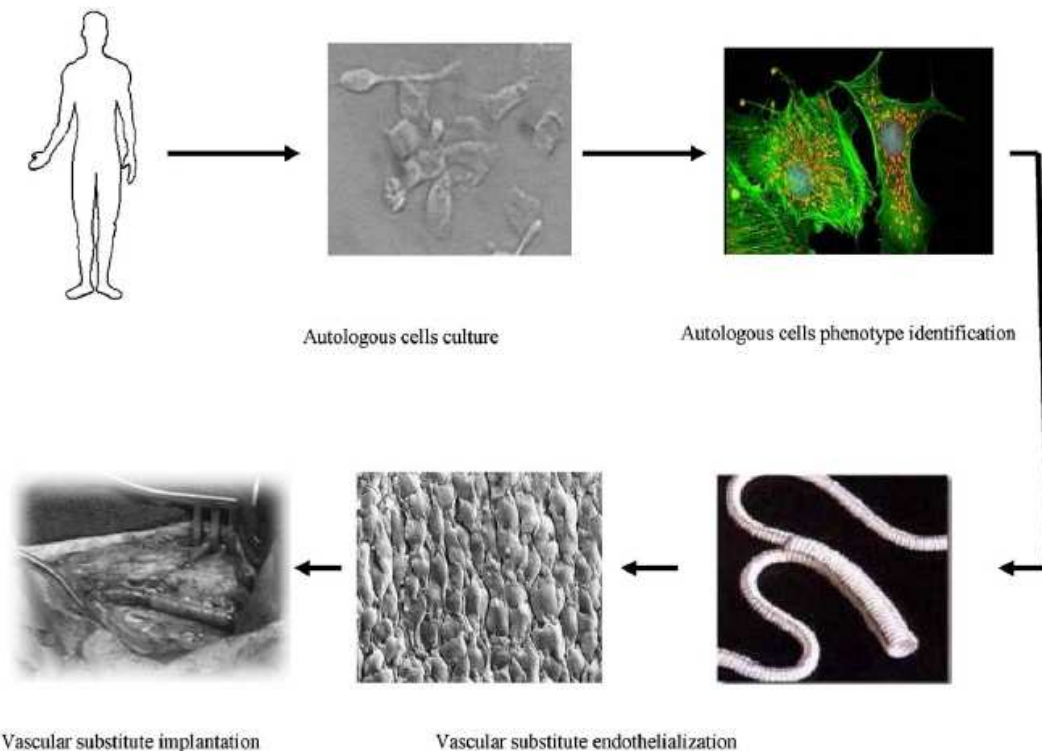 Autologous cells culture
Autologous cells phenotype identification
Vascular substitute implantation
Vascular substitute endothelialization